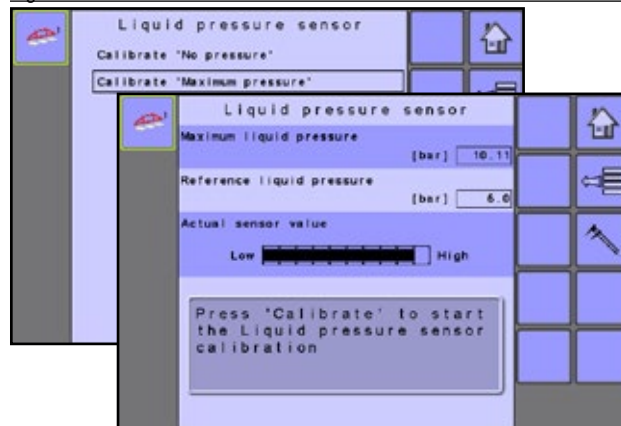 Liquid pressure sensor
Calibrate 'No pressure'
Calibrate 'Maximum pressure'
Liquid pressure sensor
Maximum liquid pressure
[bar] 10.11
Reference liquid pressure
[bar] 6.0
Actual sensor value
Low High
Press 'Calibrate' to start
the Liquid pressure sensor
calibration